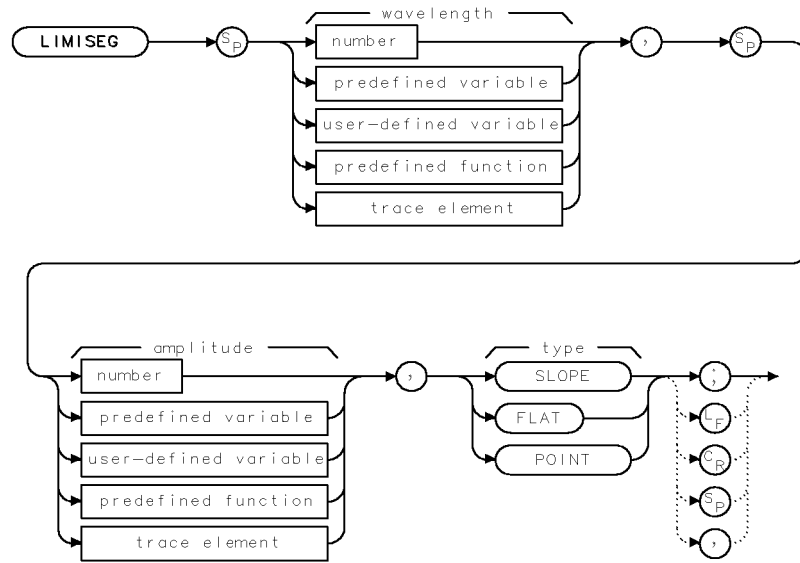 wavelength
LIMISEG SP number , SP
predefined variable
user-defined variable
predefined function
trace element
amplitude type
number , SLOPE ;
predefined variable FLAT LF
user-defined variable POINT CR
predefined function SP
trace element ,